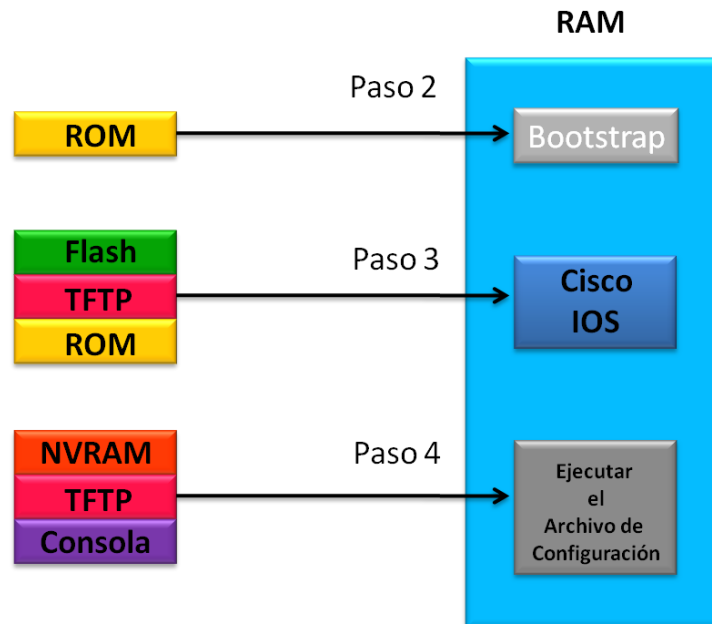 RAM
Paso 2
ROM
Bootstrap
Flash
TFTP
ROM
Paso 3
Cisco
IOS
NVRAM
TFTP
Consola
Paso 4
Ejecutar
el
Archivo de
Configuración